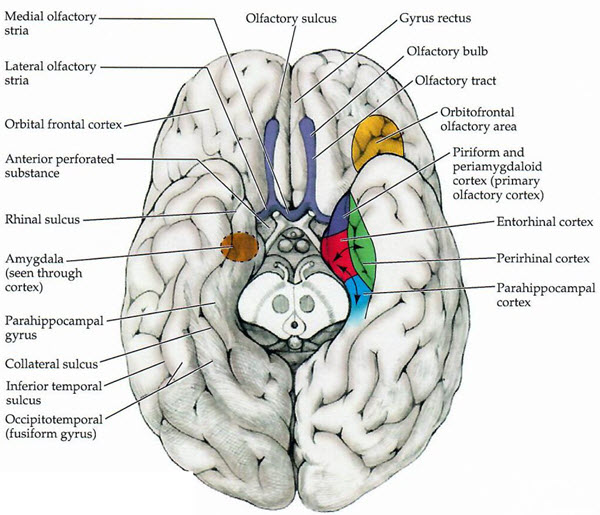 Medial olfactory
stria
Lateral olfactory
stria
Orbital frontal cortex
Anterior perforated
substance
Rhinal sulcus
Amygdala
(seen through
cortex)
Parahippocampal
gyrus
Collateral sulcus
Inferior temporal
sulcus
Occipitotemporal
(fusiform gyrus)
Olfactory sulcus
Gyrus rectus
Olfactory bulb
Olfactory tract
Orbitofrontal
olfactory area
Piriform and
periamygdaloid
cortex (primary
olfactory cortex)
Entorhinal cortex
Perirhinal cortex
Parahippocampal
cortex